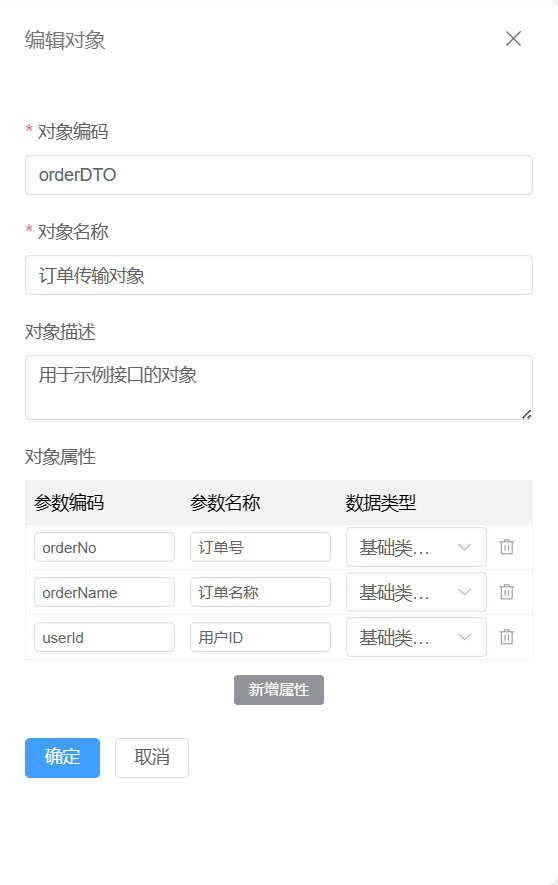 编辑对象
* 对象编码
orderDTO
* 对象名称
订单传输对象
对象描述
用于示例接口的对象
对象属性
参数编码 参数名称 数据类型
orderNo 订单号 基础类...
orderName 订单名称 基础类...
userId 用户ID 基础类...
新增属性
确定 取消